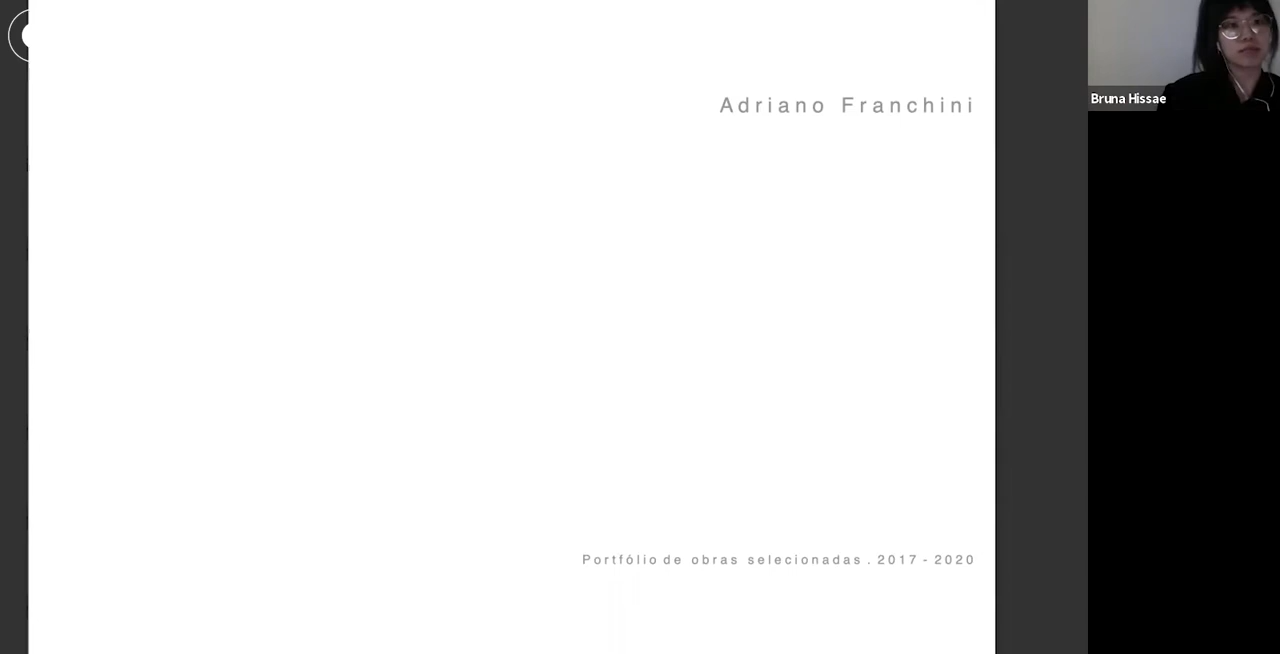 Adriano Franchini
Bruna Hissae
Portfólio de obras selecionadas . 2017 - 2020